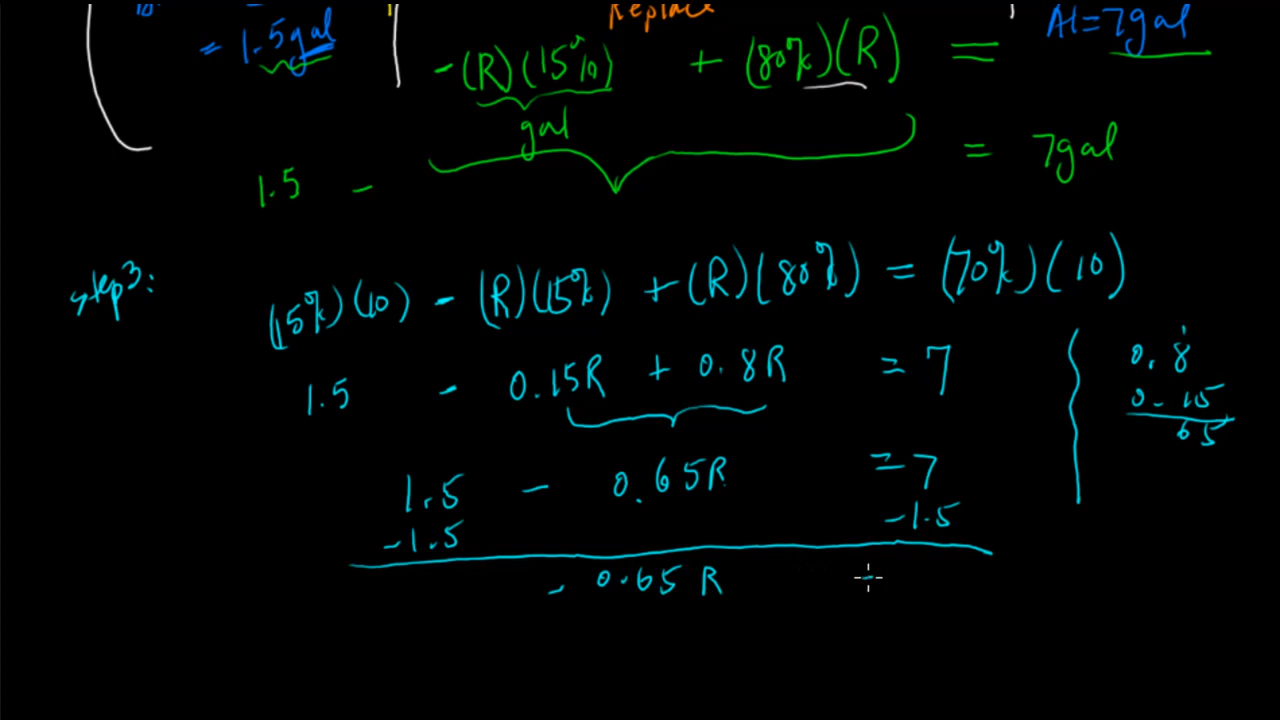 Replace
= 1.5gal
Al=7gal
-(R)(15%) + (80%)(R) =
gal
1.5 - = 7gal
step3:
(15%)(10) - (R)(15%) + (R)(80%) = (70%)(10)
1.5 - 0.15R + 0.8R = 7
0.8
0.15
65
1.5 - 0.65R = 7
-1.5 -1.5
- 0.65 R